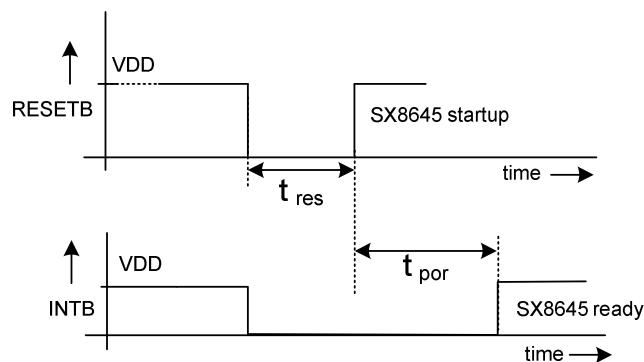 VDD
RESETB
SX8645 startup
time
t res
VDD
t por
INTB
SX8645 ready
time